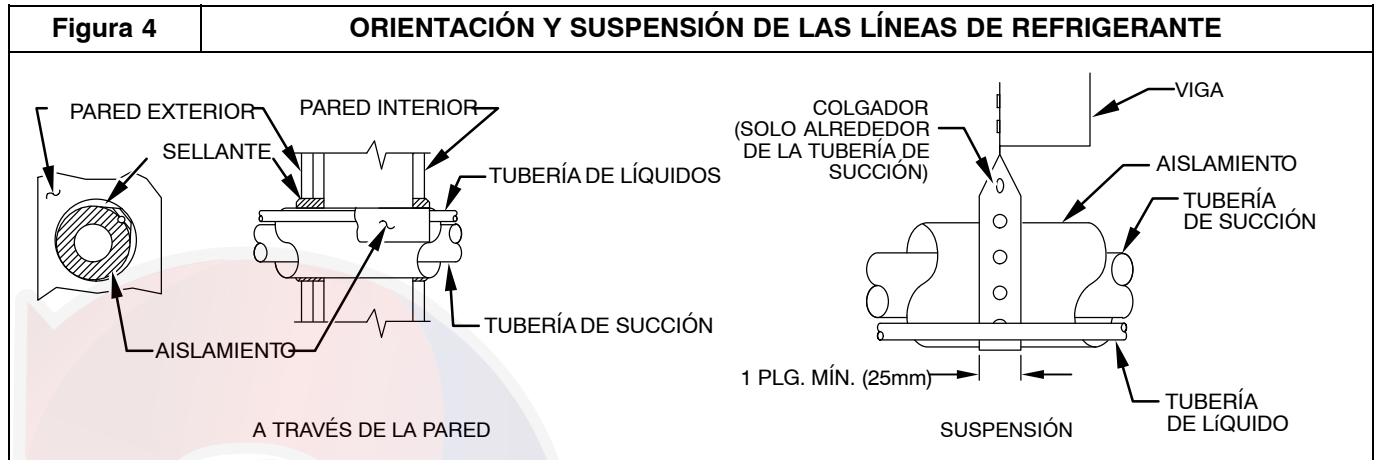 Figura 4
ORIENTACIÓN Y SUSPENSIÓN DE LAS LÍNEAS DE REFRIGERANTE
PARED EXTERIOR
PARED INTERIOR
SELLANTE
TUBERÍA DE LÍQUIDOS
TUBERÍA DE SUCCIÓN
AISLAMIENTO
A TRAVÉS DE LA PARED
COLGADOR
(SOLO ALREDEDOR
DE LA TUBERÍA DE
SUCCIÓN)
VIGA
AISLAMIENTO
TUBERÍA
DE SUCCIÓN
1 PLG. MÍN. (25mm)
TUBERÍA
DE LíQUIDO
SUSPENSIÓN